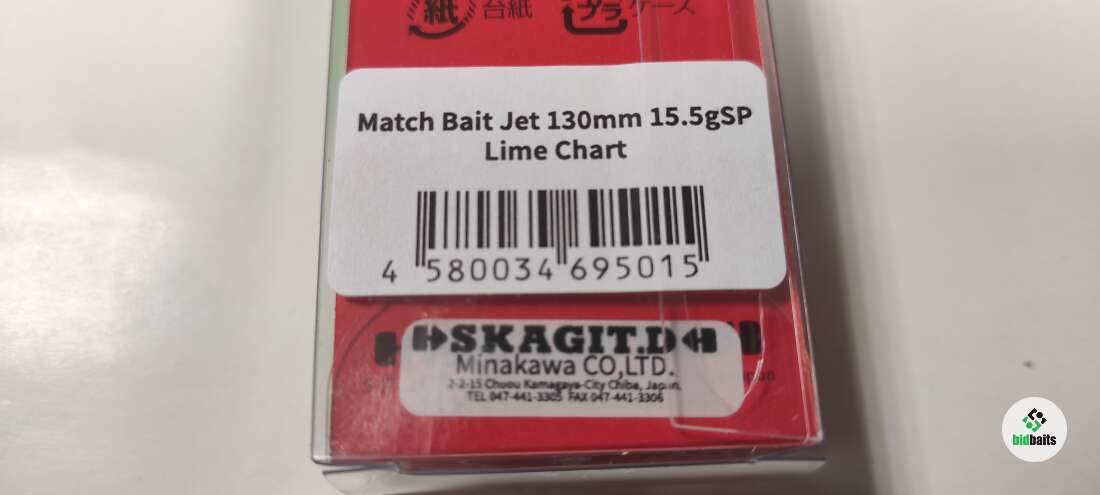 紙 台紙 プラ ケース
Match Bait Jet 130mm 15.5gSP
Lime Chart
4 580034 695015
SKAGIT.D
Minakawa CO,LTD.
2-2-15 Chuou Kamagaya-City Chiba, Japan.
TEL 047-441-3305 FAX 047-441-3306
bidbaits